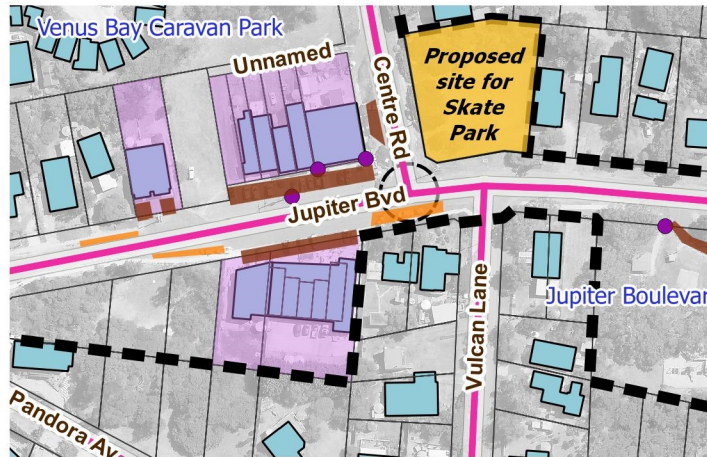 Venus Bay Caravan Park
Unnamed
Centre Rd
Proposed
site for
Skate
Park
Jupiter Bvd
Jupiter Boulevar
Vulcan Lane
Pandora Av